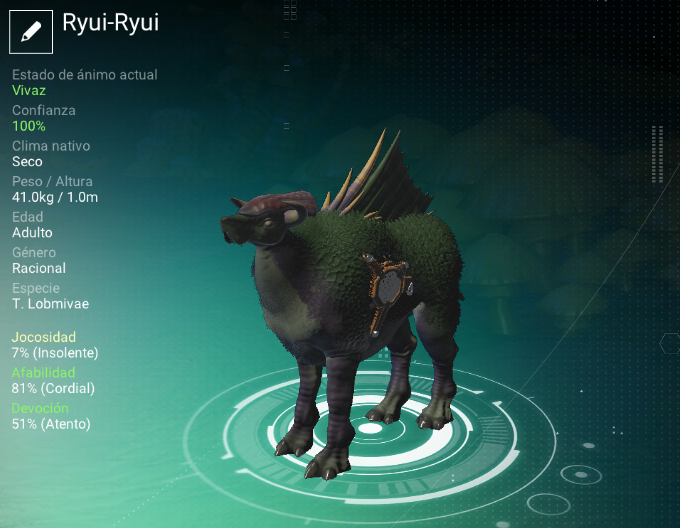 Ryui-Ryui
Estado de ánimo actual
Vivaz
Confianza
100%
Clima nativo
Seco
Peso / Altura
41.0kg / 1.0m
Edad
Adulto
Género
Racional
Especie
T. Lobmivae
Jocosidad
7% (Insolente)
Afabilidad
81% (Cordial)
Devoción
51% (Atento)